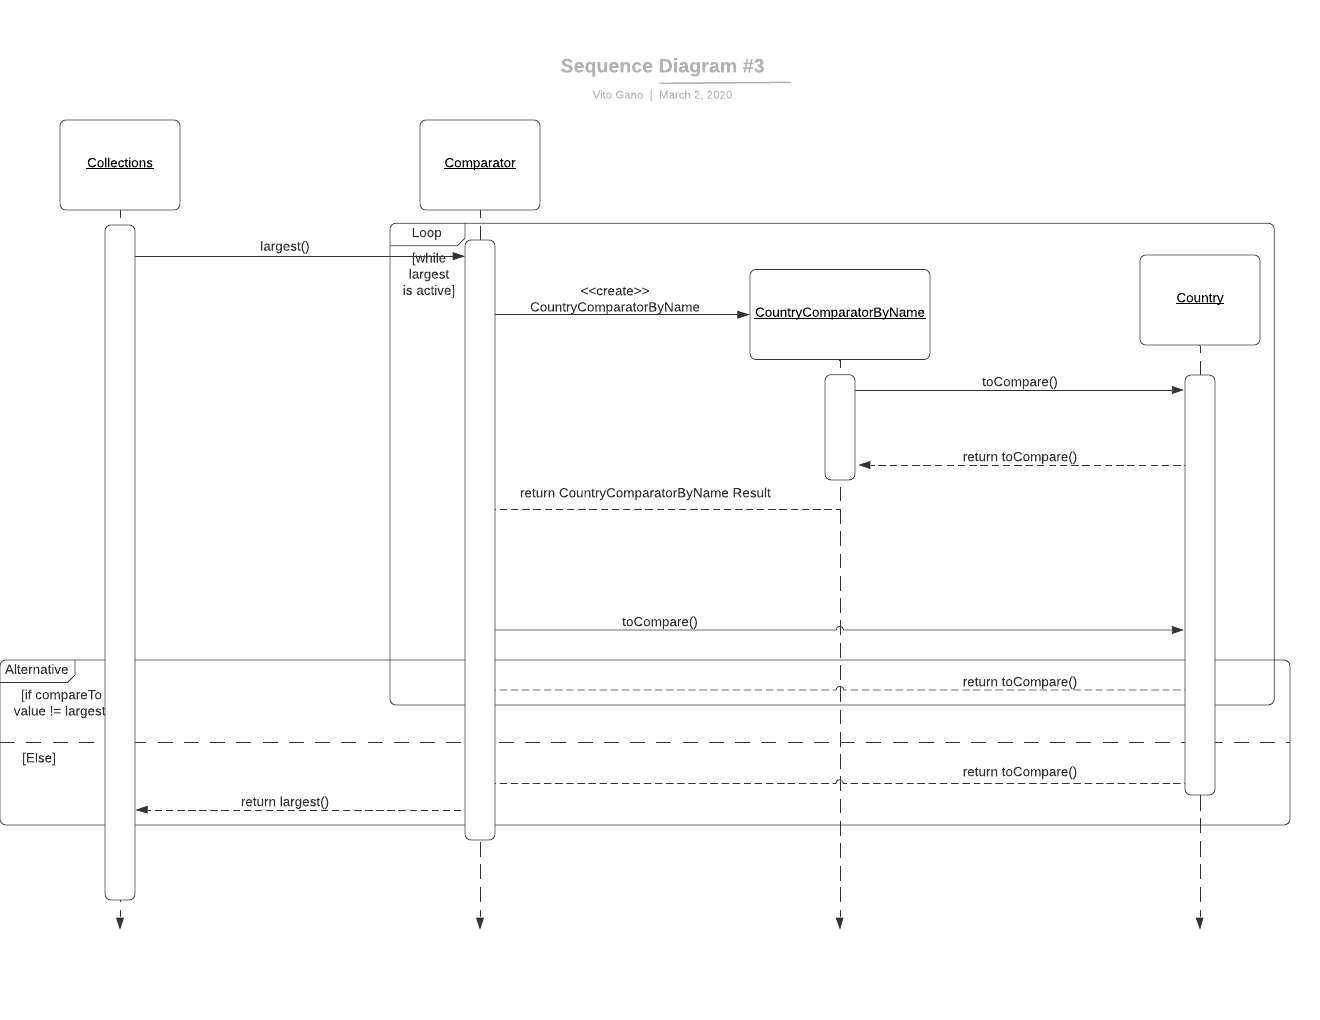 Sequence Diagram #3
Vito Gano | March 2, 2020
Collections
Comparator
Loop
largest()
[while
largest
is active]
Country
<<create>>
CountryComparatorByName
CountryComparatorByName
toCompare()
return toCompare()
return CountryComparatorByName Result
toCompare()
Alternative
return toCompare()
[if compareTo
value != largest
[Else]
return toCompare()
return largest()